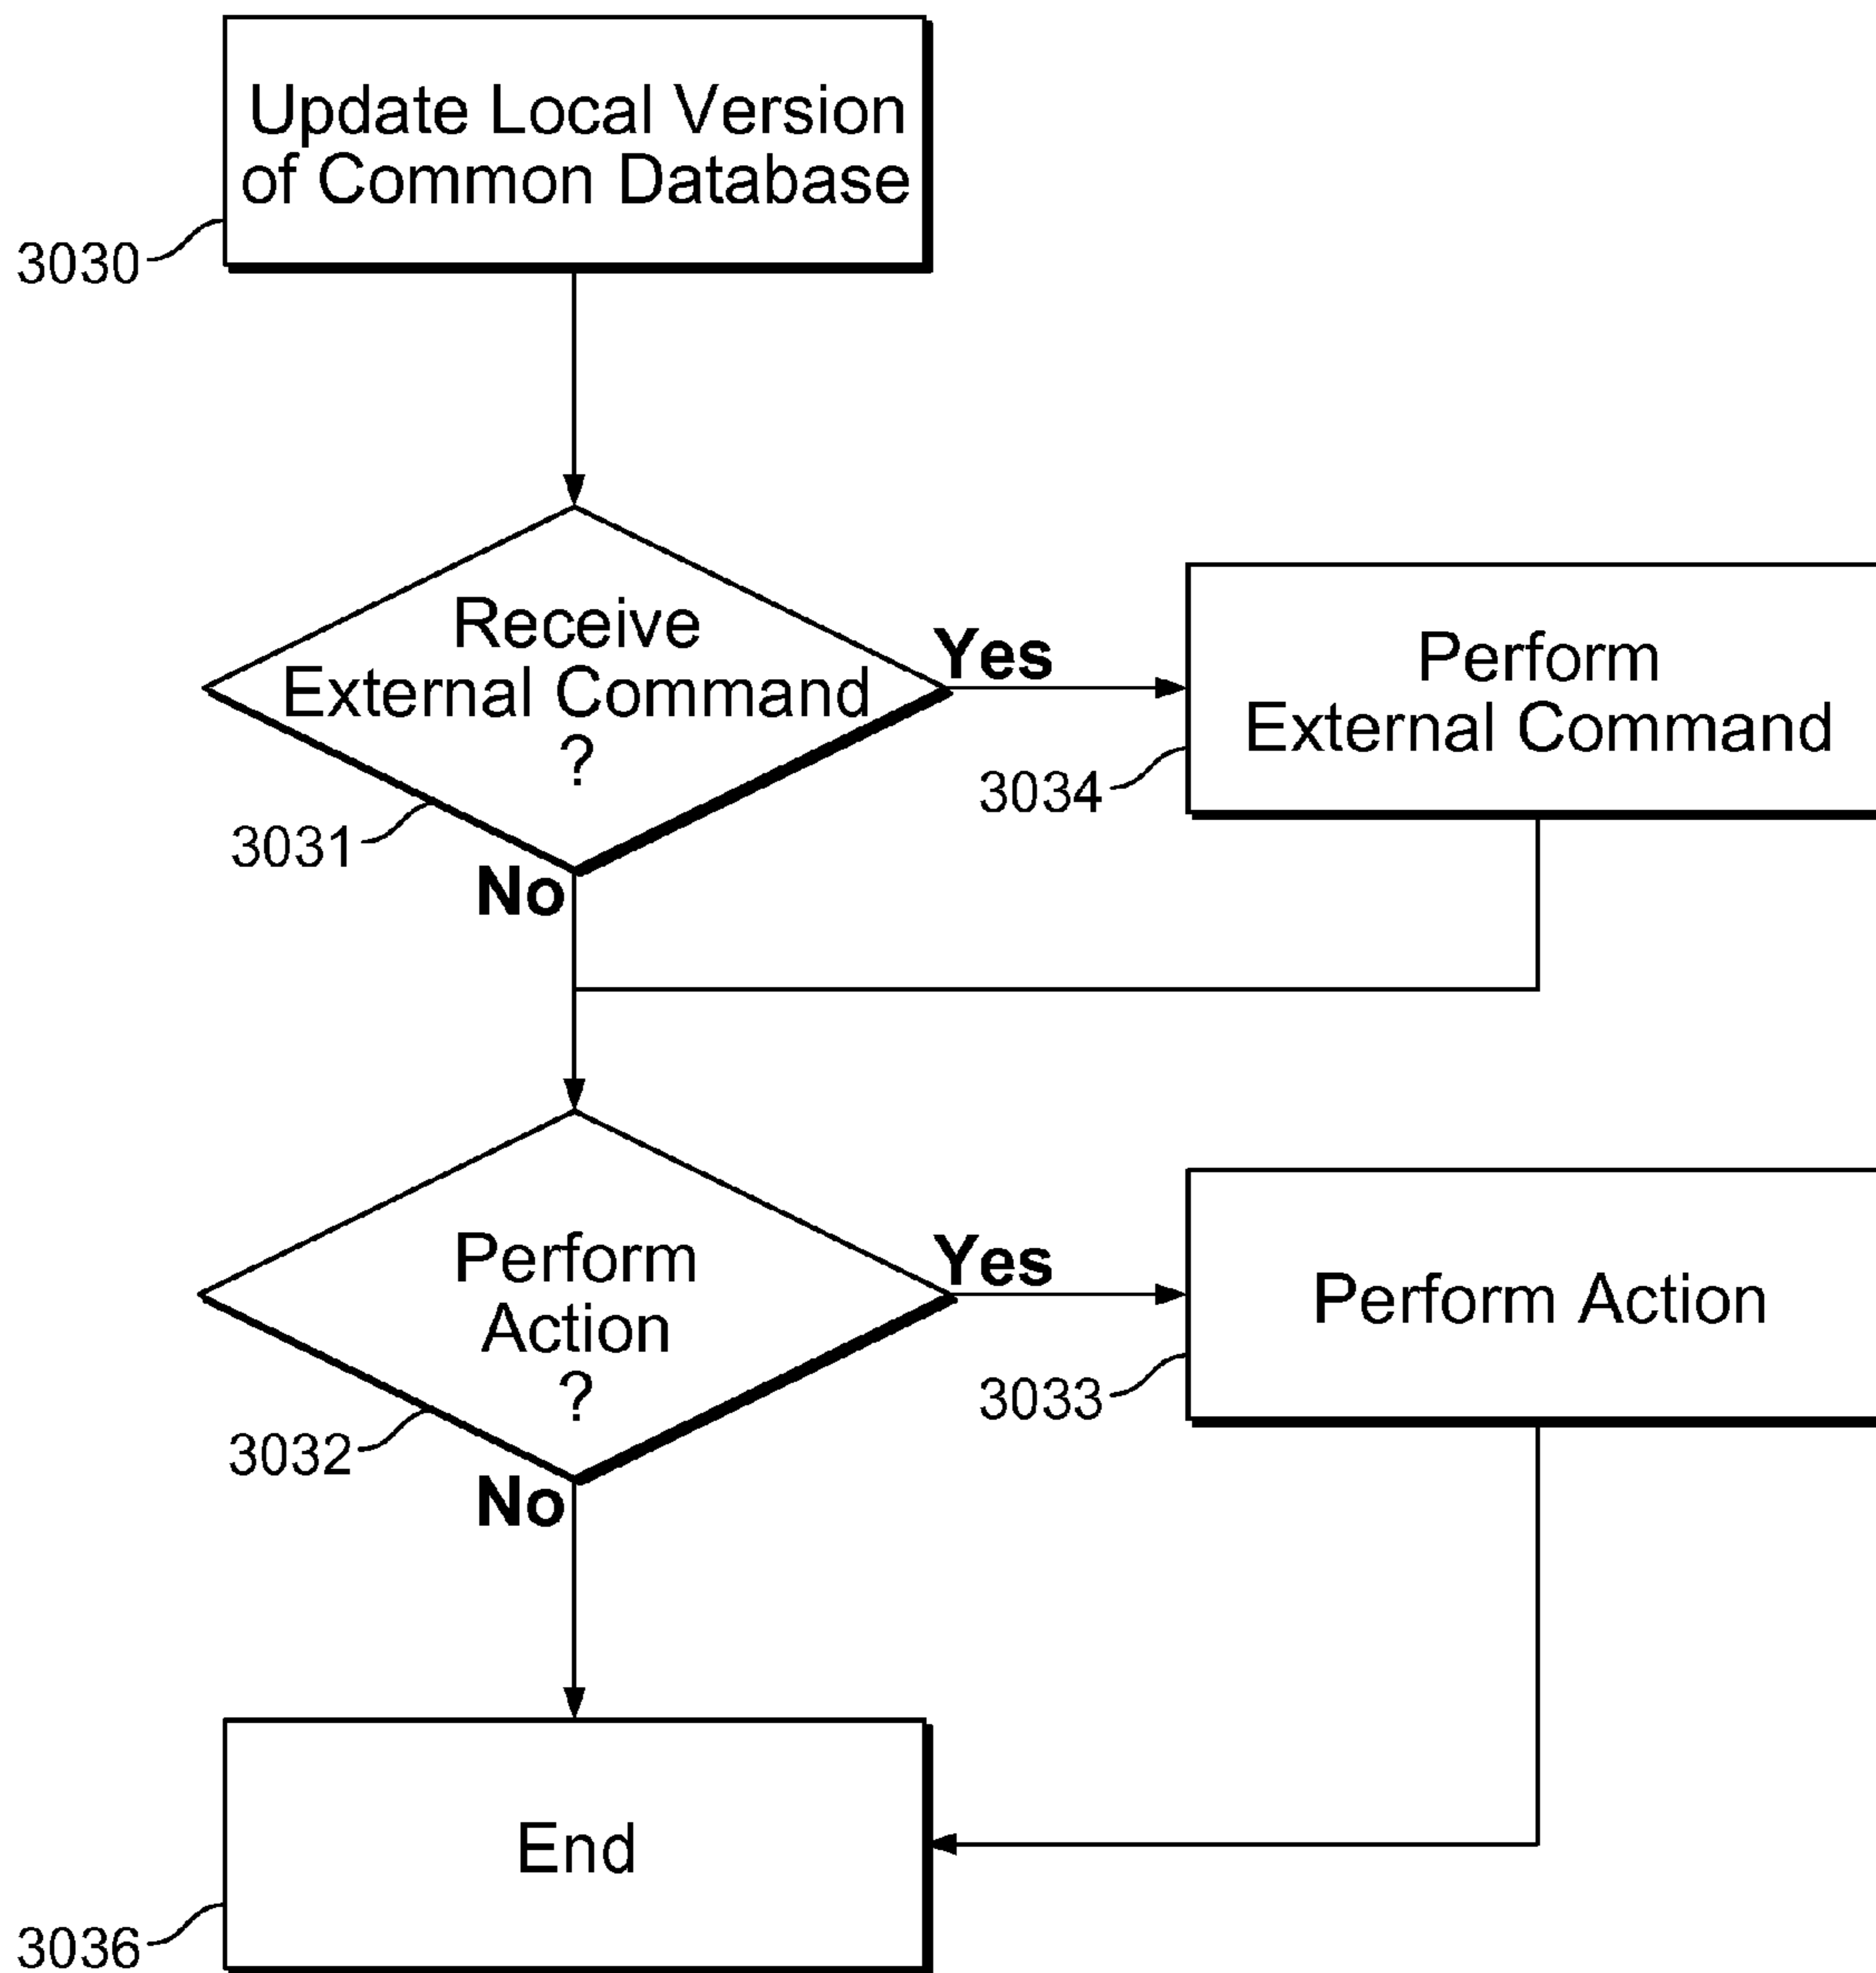 Update Local Version
of Common Database
3030
Receive
External Command
?
3031
Yes
No
Perform
External Command
3034
Perform
Action
?
3032
Yes
No
Perform Action
3033
End
3036